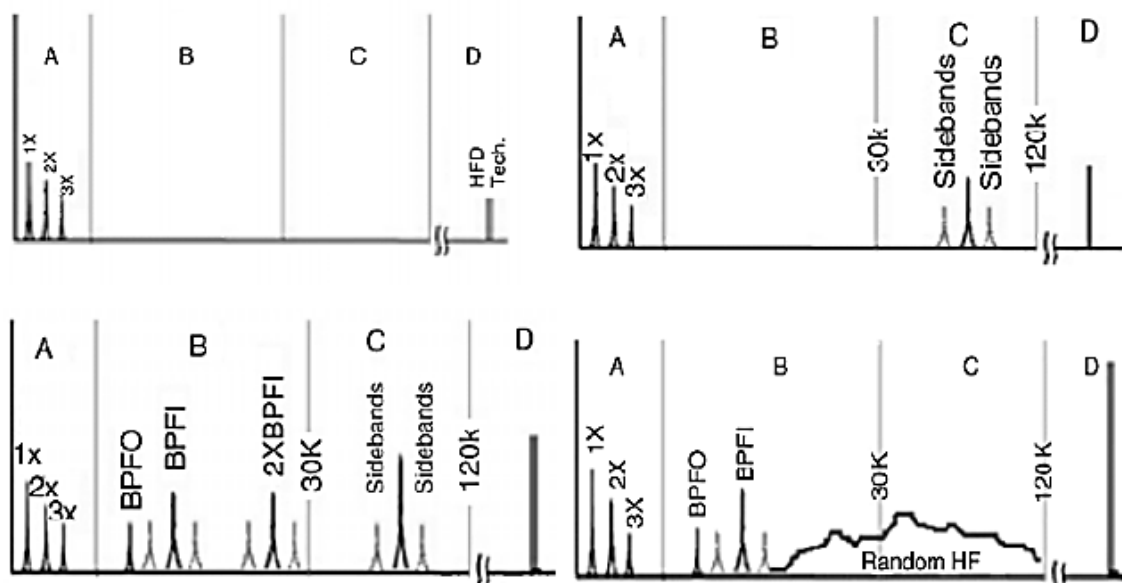 A B C D
1X
2X
3X
HFD
Tech.
A B C D
1X
2X
3X
30k
Sidebands
Sidebands
120k
A B C D
1x
2x
3x
BPFO
BPFI
2XBPFI
30K
Sidebands
Sidebands
120k
A B C D
1X
2X
3X
BPFO
BPFI
30K
120K
Random HF